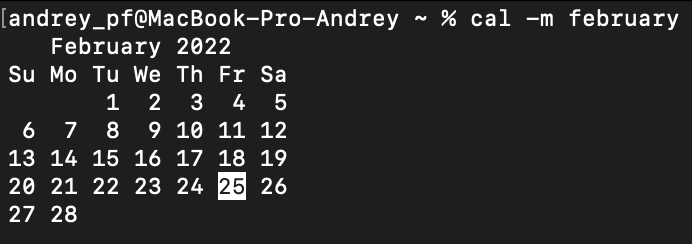 [andrey_pf@MacBook-Pro-Andrey ~ % cal -m february
    February 2022
Su Mo Tu We Th Fr Sa
       1  2  3  4  5
 6  7  8  9 10 11 12
13 14 15 16 17 18 19
20 21 22 23 24 25 26
27 28